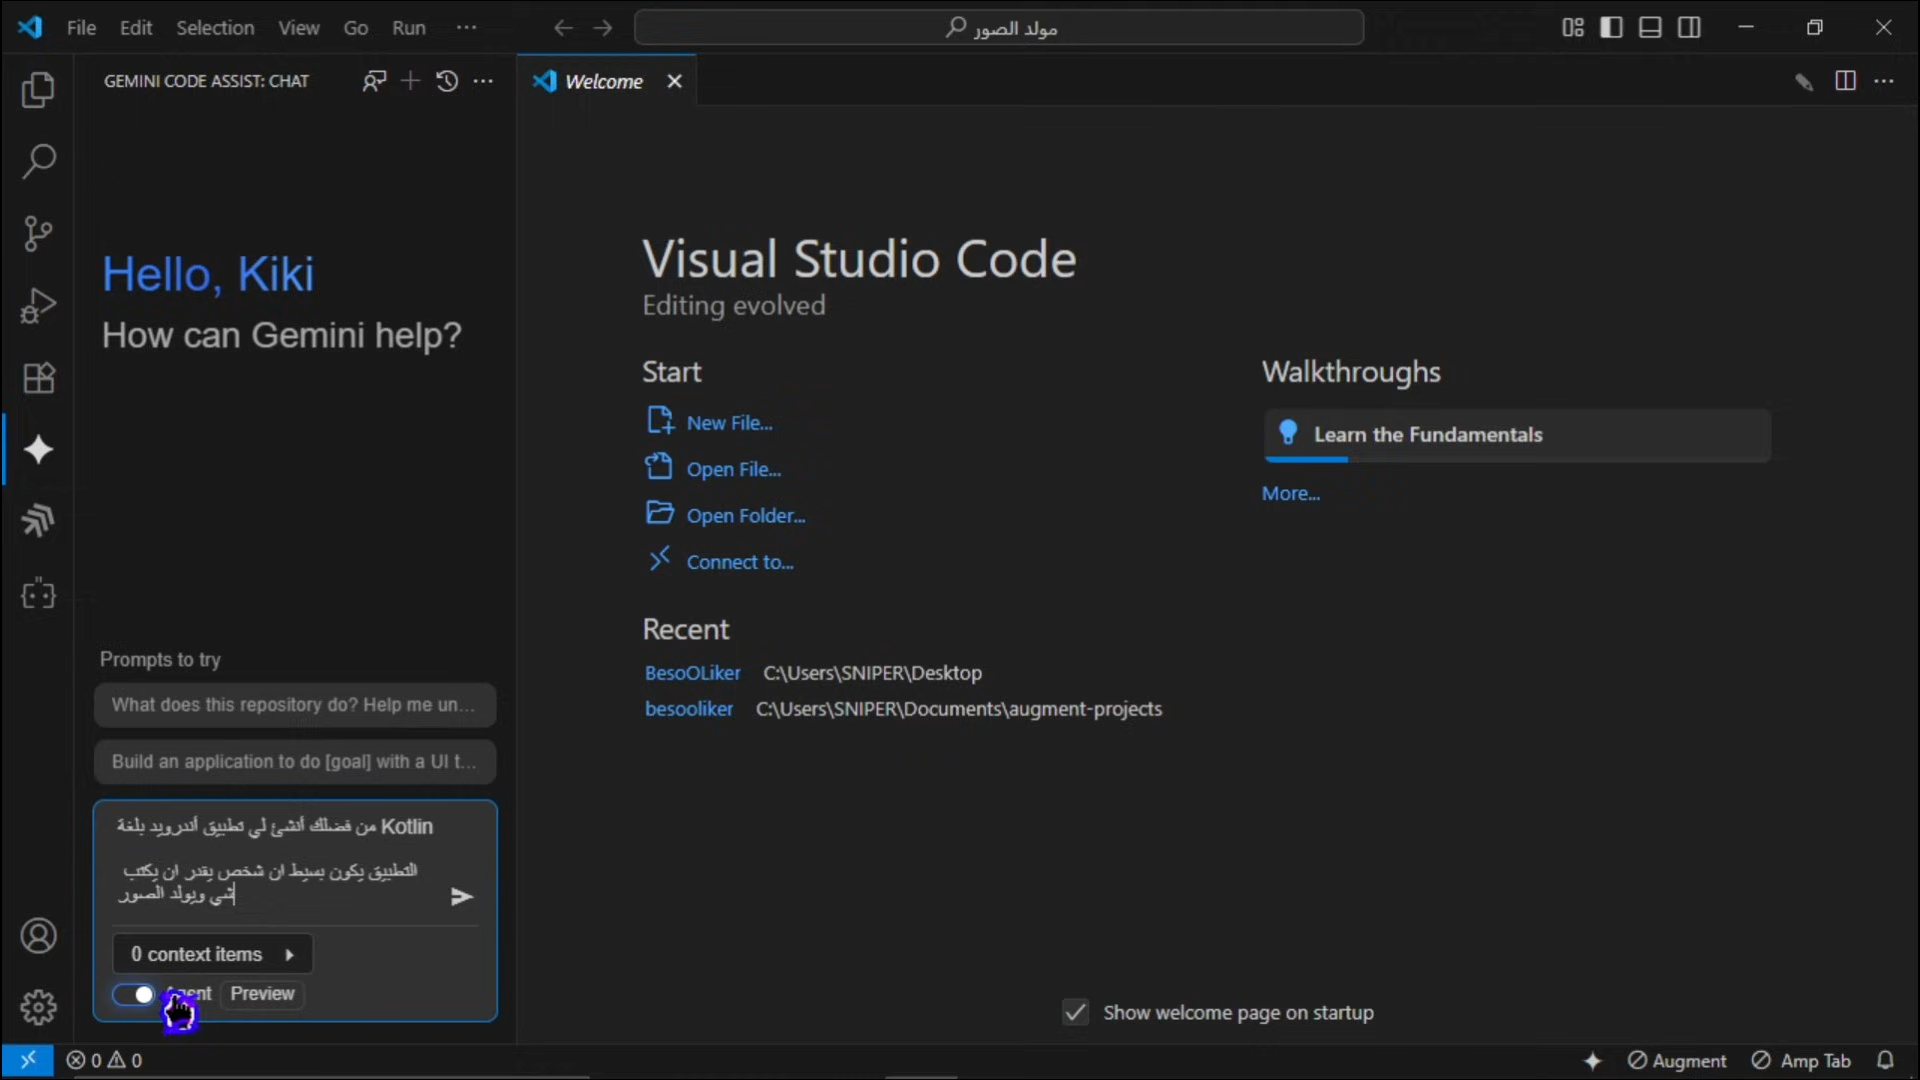 File Edit Selection View Go Run ...
مولد الصور
GEMINI CODE ASSIST: CHAT
Welcome
Hello, Kiki
How can Gemini help?
Visual Studio Code
Editing evolved
Start
New File...
Open File...
Open Folder...
Connect to...
Walkthroughs
Learn the Fundamentals
More...
Recent
BesoOLiker C:\Users\SNIPER\Desktop
besooliker C:\Users\SNIPER\Documents\augment-projects
Prompts to try
What does this repository do? Help me un...
Build an application to do [goal] with a UI t...
من فضلك أنشئ لي تطبيق أندرويد بلغة Kotlin
التطبيق يكون بسيط ان شخص يقدر ان يكتب
شي ويولد الصور
0 context items
Preview
Show welcome page on startup
0 0
Augment
Amp Tab